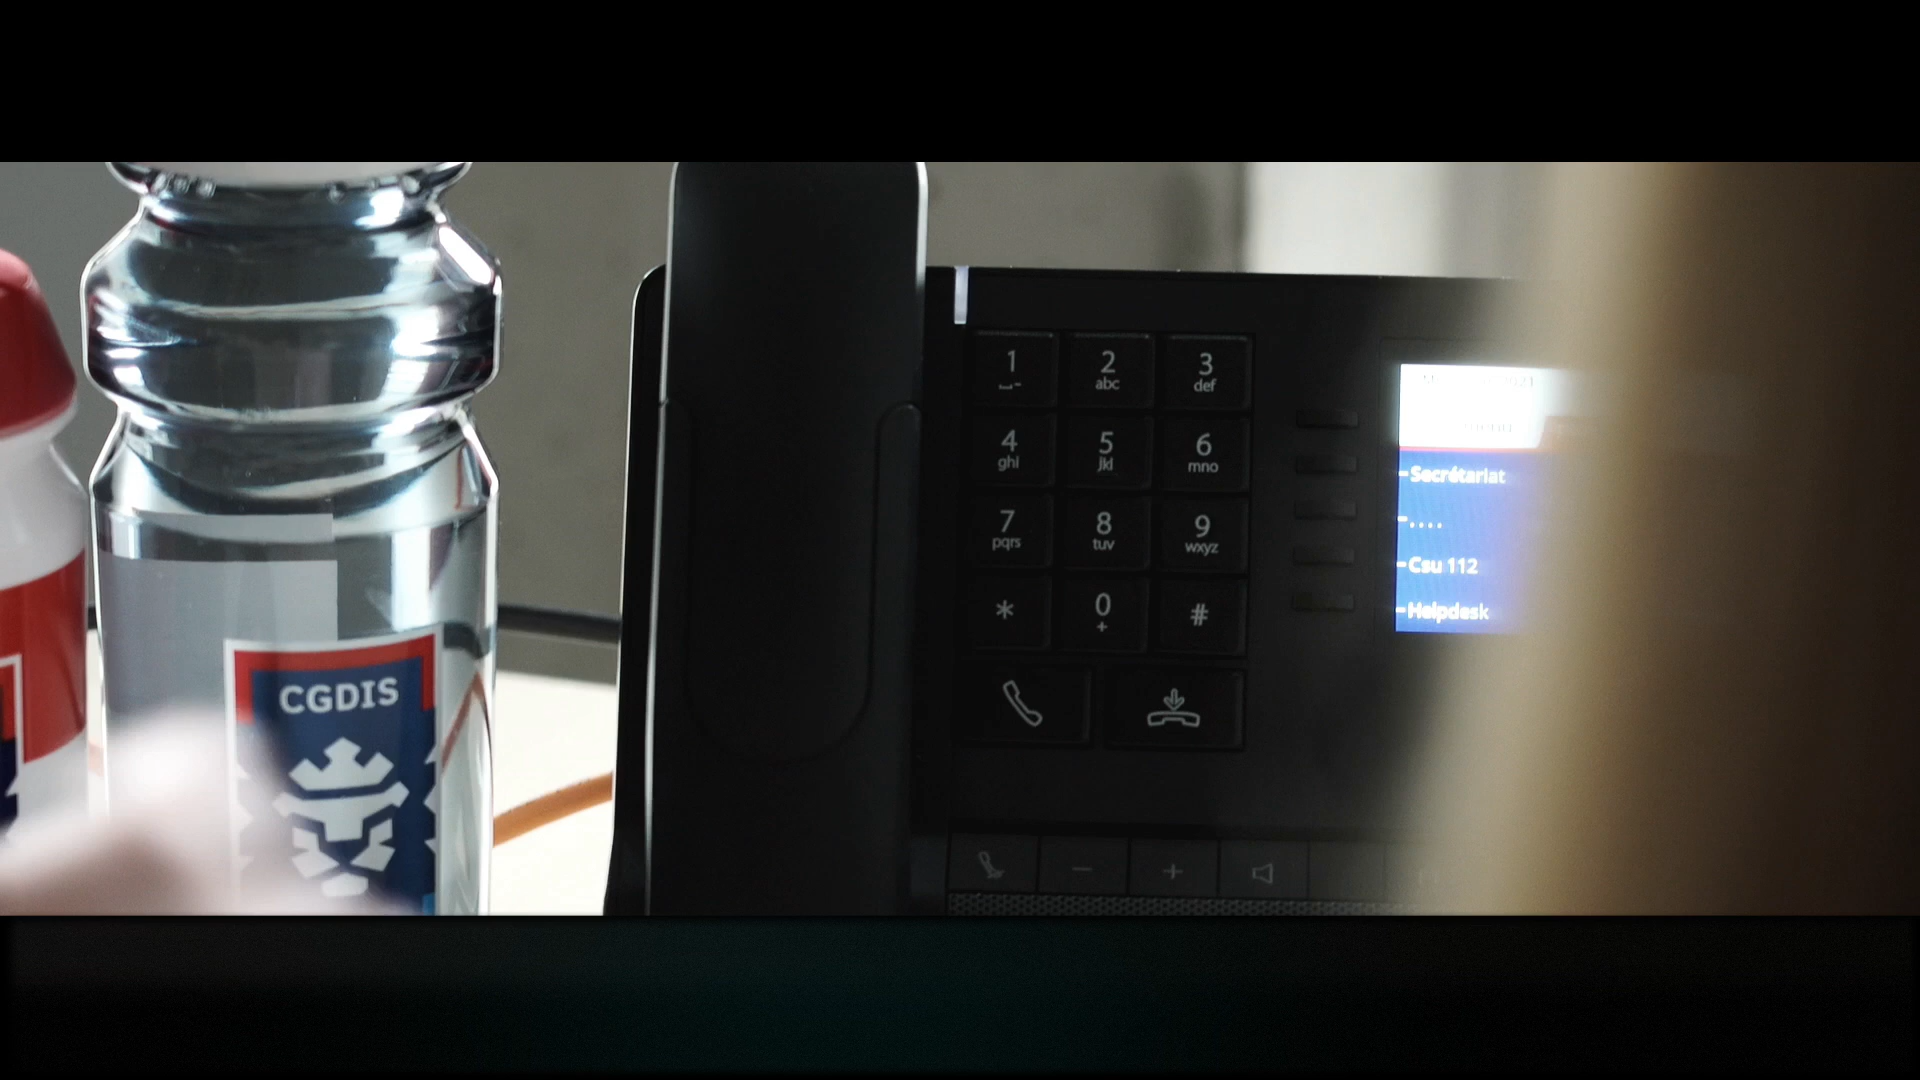 CGDIS
1
2
abc
3
def
4
ghi
5
jkl
6
mno
7
pqrs
8
tuv
9
wxyz
*
0
+
#
−
+
Secrétariat
....
Csu 112
Helpdesk